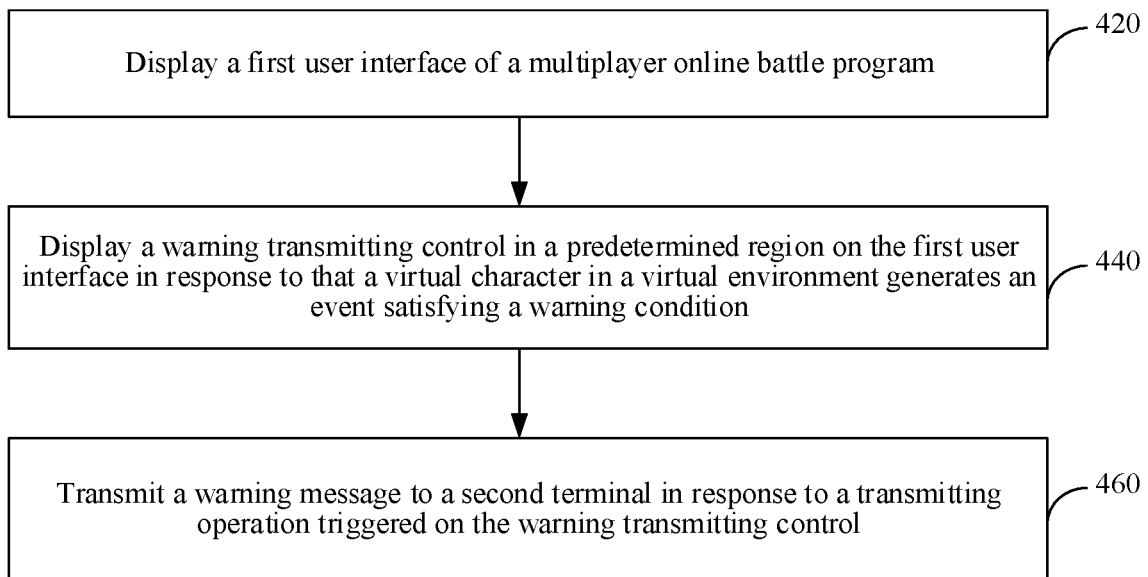 420
Display a first user interface of a multiplayer online battle program
Display a warning transmitting control in a predetermined region on the first user
interface in response to that a virtual character in a virtual environment generates an
event satisfying a warning condition
440
Transmit a warning message to a second terminal in response to a transmitting
operation triggered on the warning transmitting control
460